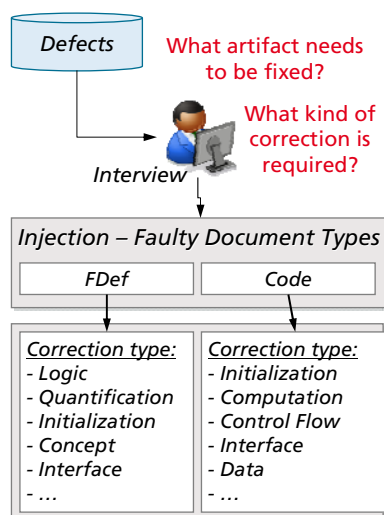 Defects
What artifact needs
to be fixed?
What kind of
correction is
required?
Interview
Injection – Faulty Document Types
FDef
Code
Correction type:
- Logic
- Quantification
- Initialization
- Concept
- Interface
- ...
Correction type:
- Initialization
- Computation
- Control Flow
- Interface
- Data
- ...